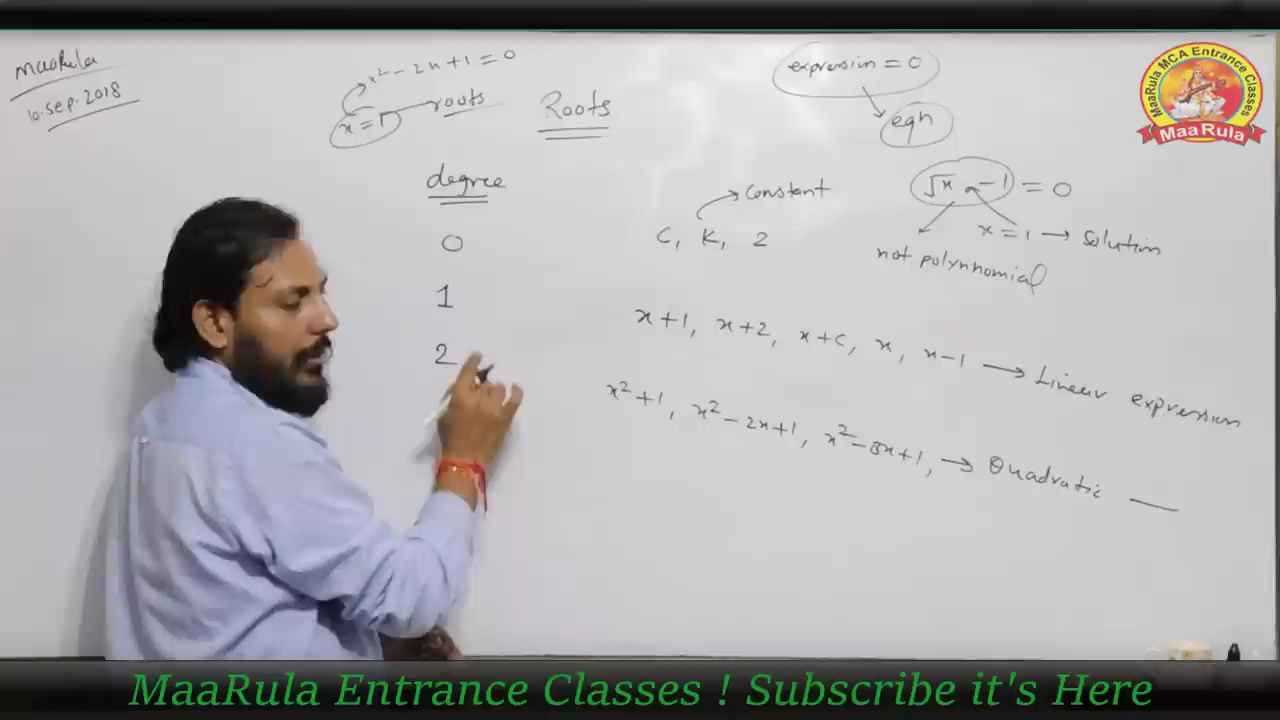 maaRula
10.Sep.2018
x²-2x+1=0
x=1 roots
Roots
expression = 0
eqn
degree
0
1
2
Constant
C, K, 2
√x - 1 = 0
x = 1 → Solution
not polynnomial
x+1, x+2, x+c, x, x-1 → Linear expression
x²+1, x²-2x+1, x²-5x+1, → Quadratic —
MaaRula MCA Entrance Classes
MaaRula
MaaRula Entrance Classes ! Subscribe it's Here